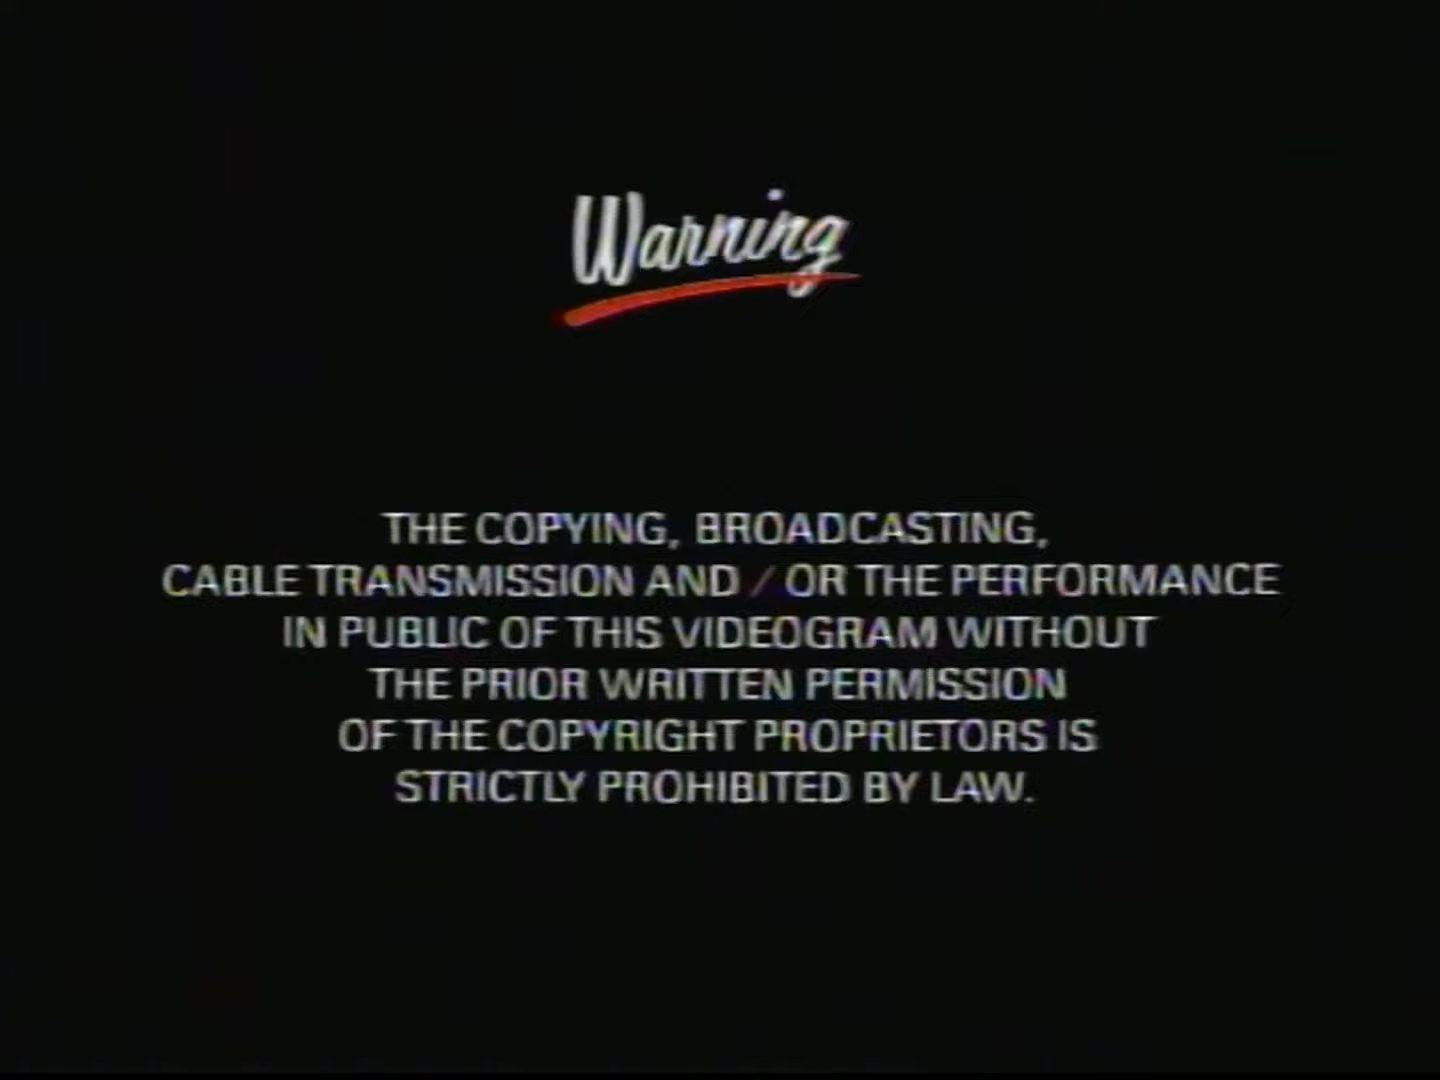 Warning
THE COPYING, BROADCASTING,
CABLE TRANSMISSION AND / OR THE PERFORMANCE
IN PUBLIC OF THIS VIDEOGRAM WITHOUT
THE PRIOR WRITTEN PERMISSION
OF THE COPYRIGHT PROPRIETORS IS
STRICTLY PROHIBITED BY LAW.